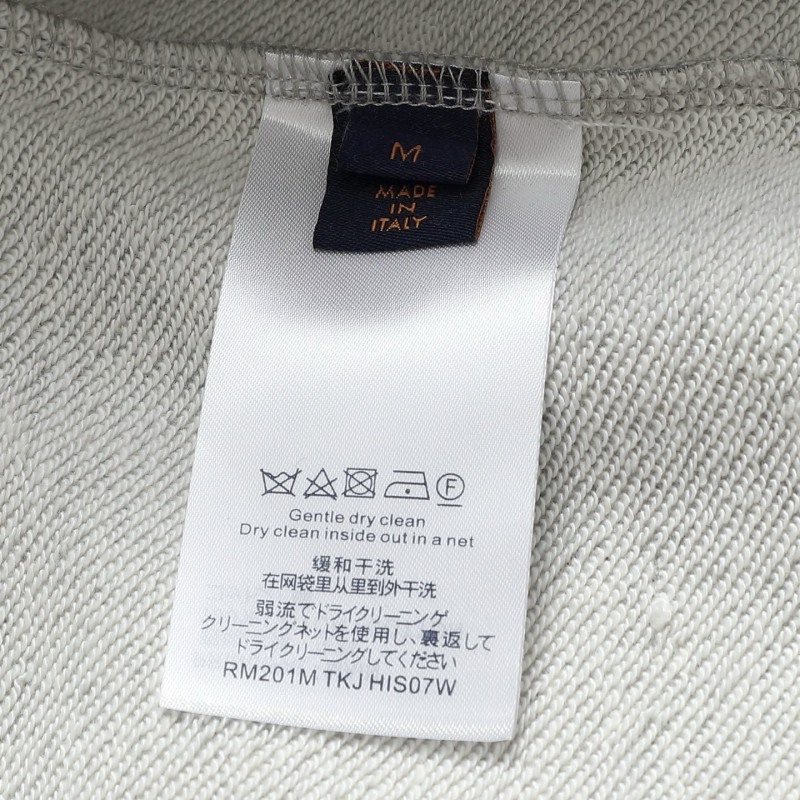 M
MADE
IN
ITALY
F
Gentle dry clean
Dry clean inside out in a net
缓和干洗
在网袋里从里到外干洗
弱流でドライクリーニンゲ
クリーニングネットを使用し、裏返して
ドライクリーニングしてください
RM201M TKJ HIS07W